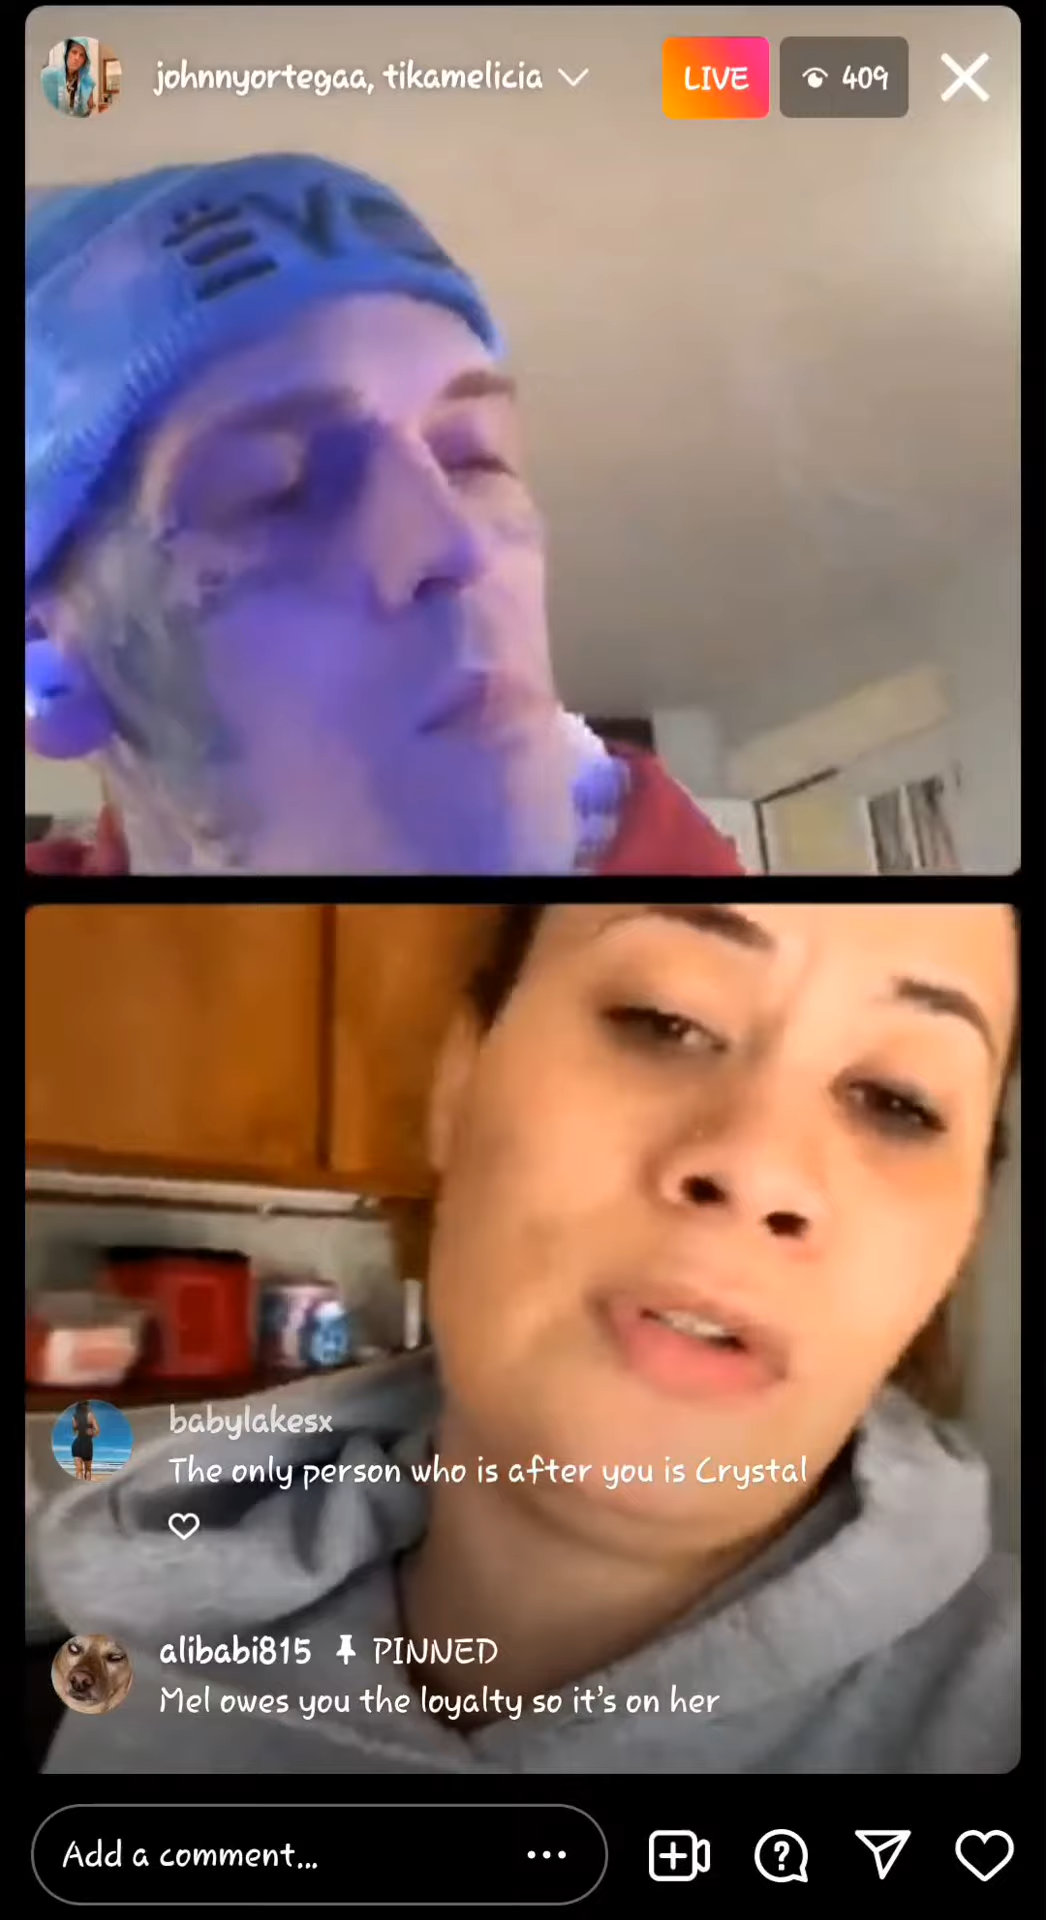 johnnyortegaa, tikamelicia
LIVE
409
EVO
babylakesx
The only person who is after you is Crystal
♡
alibabi815 PINNED
Mel owes you the loyalty so it's on her
Add a comment...